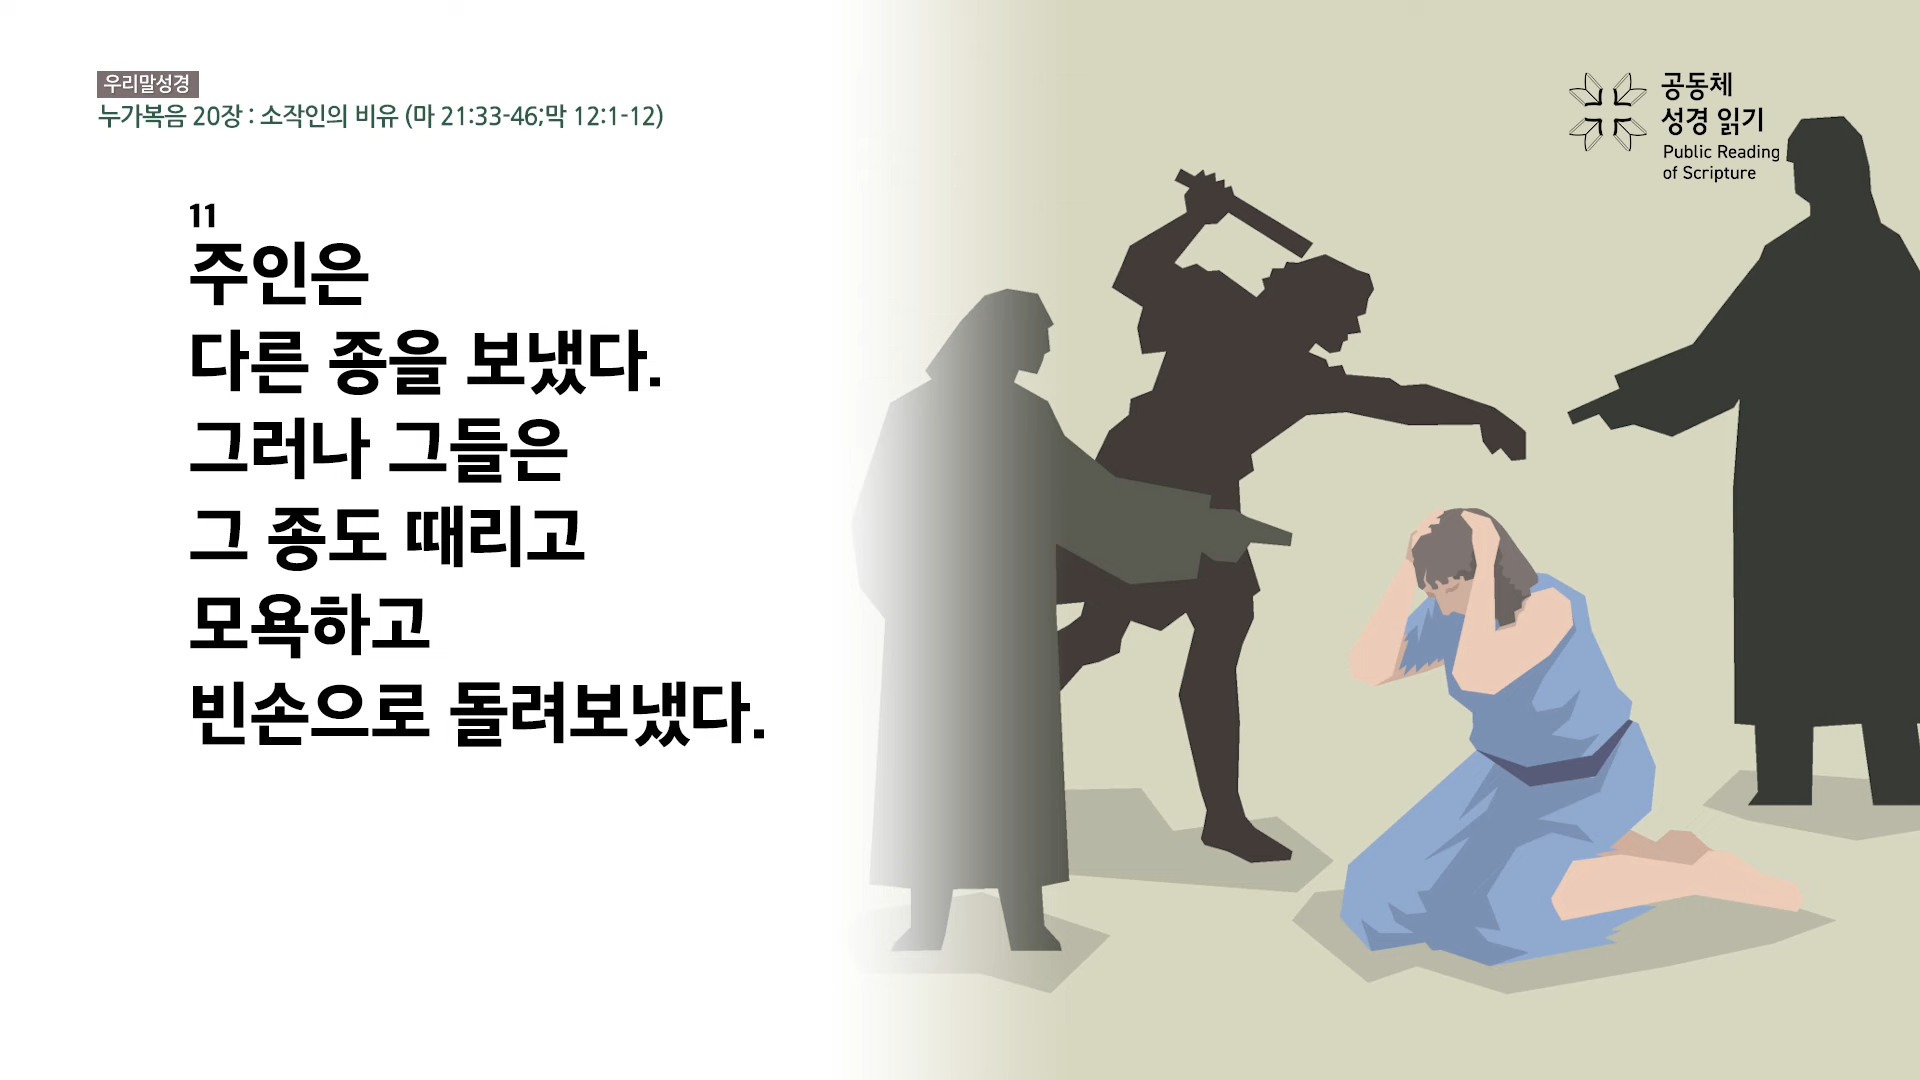 우리말성경
누가복음 20장 : 소작인의 비유 (마 21:33-46;막 12:1-12)
공동체
성경 읽기
Public Reading
of Scripture
11
주인은
다른 종을 보냈다.
그러나 그들은
그 종도 때리고
모욕하고
빈손으로 돌려보냈다.